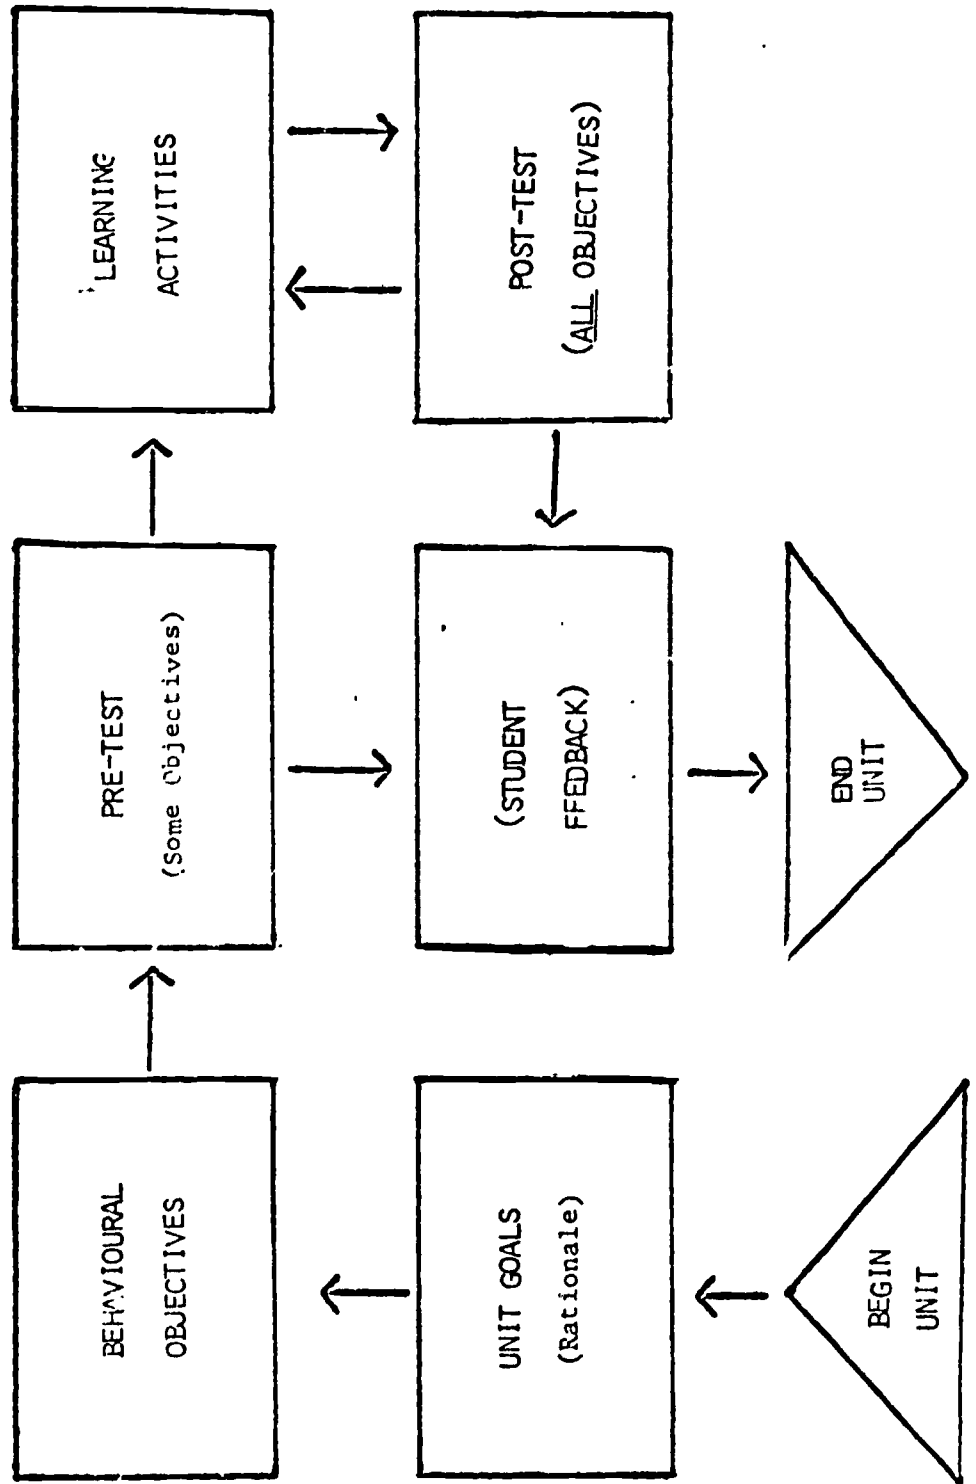 BEHAVIOURAL
OBJECTIVES
PRE-TEST
(Some Objectives)
LEARNING
ACTIVITIES
UNIT GOALS
(Rationale)
(STUDENT
FFEDBACK)
POST-TEST
(ALL OBJECTIVES)
BEGIN
UNIT
END
UNIT